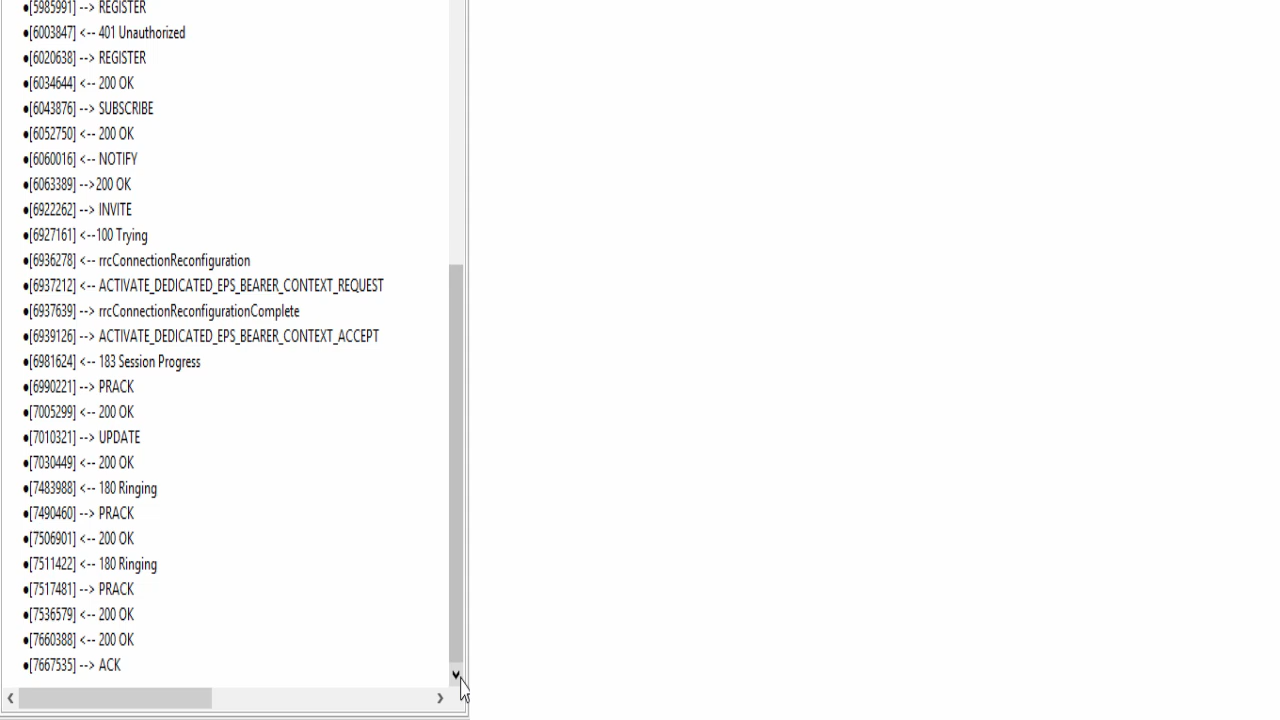 ●[5985991] --> REGISTER
●[6003847] <-- 401 Unauthorized
●[6020638] --> REGISTER
●[6034644] <-- 200 OK
●[6043876] --> SUBSCRIBE
●[6052750] <-- 200 OK
●[6060016] <-- NOTIFY
●[6063389] -->200 OK
●[6922262] --> INVITE
●[6927161] <--100 Trying
●[6936278] <-- rrcConnectionReconfiguration
●[6937212] <-- ACTIVATE_DEDICATED_EPS_BEARER_CONTEXT_REQUEST
●[6937639] --> rrcConnectionReconfigurationComplete
●[6939126] --> ACTIVATE_DEDICATED_EPS_BEARER_CONTEXT_ACCEPT
●[6981624] <-- 183 Session Progress
●[6990221] --> PRACK
●[7005299] <-- 200 OK
●[7010321] --> UPDATE
●[7030449] <-- 200 OK
●[7483988] <-- 180 Ringing
●[7490460] --> PRACK
●[7506901] <-- 200 OK
●[7511422] <-- 180 Ringing
●[7517481] --> PRACK
●[7536579] <-- 200 OK
●[7660388] <-- 200 OK
●[7667535] --> ACK